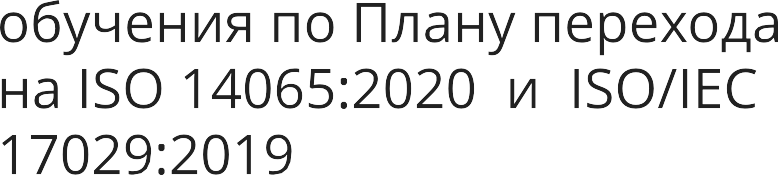 обучения по Плану перехода
на ISO 14065:2020 и ISO/IEC
17029:2019